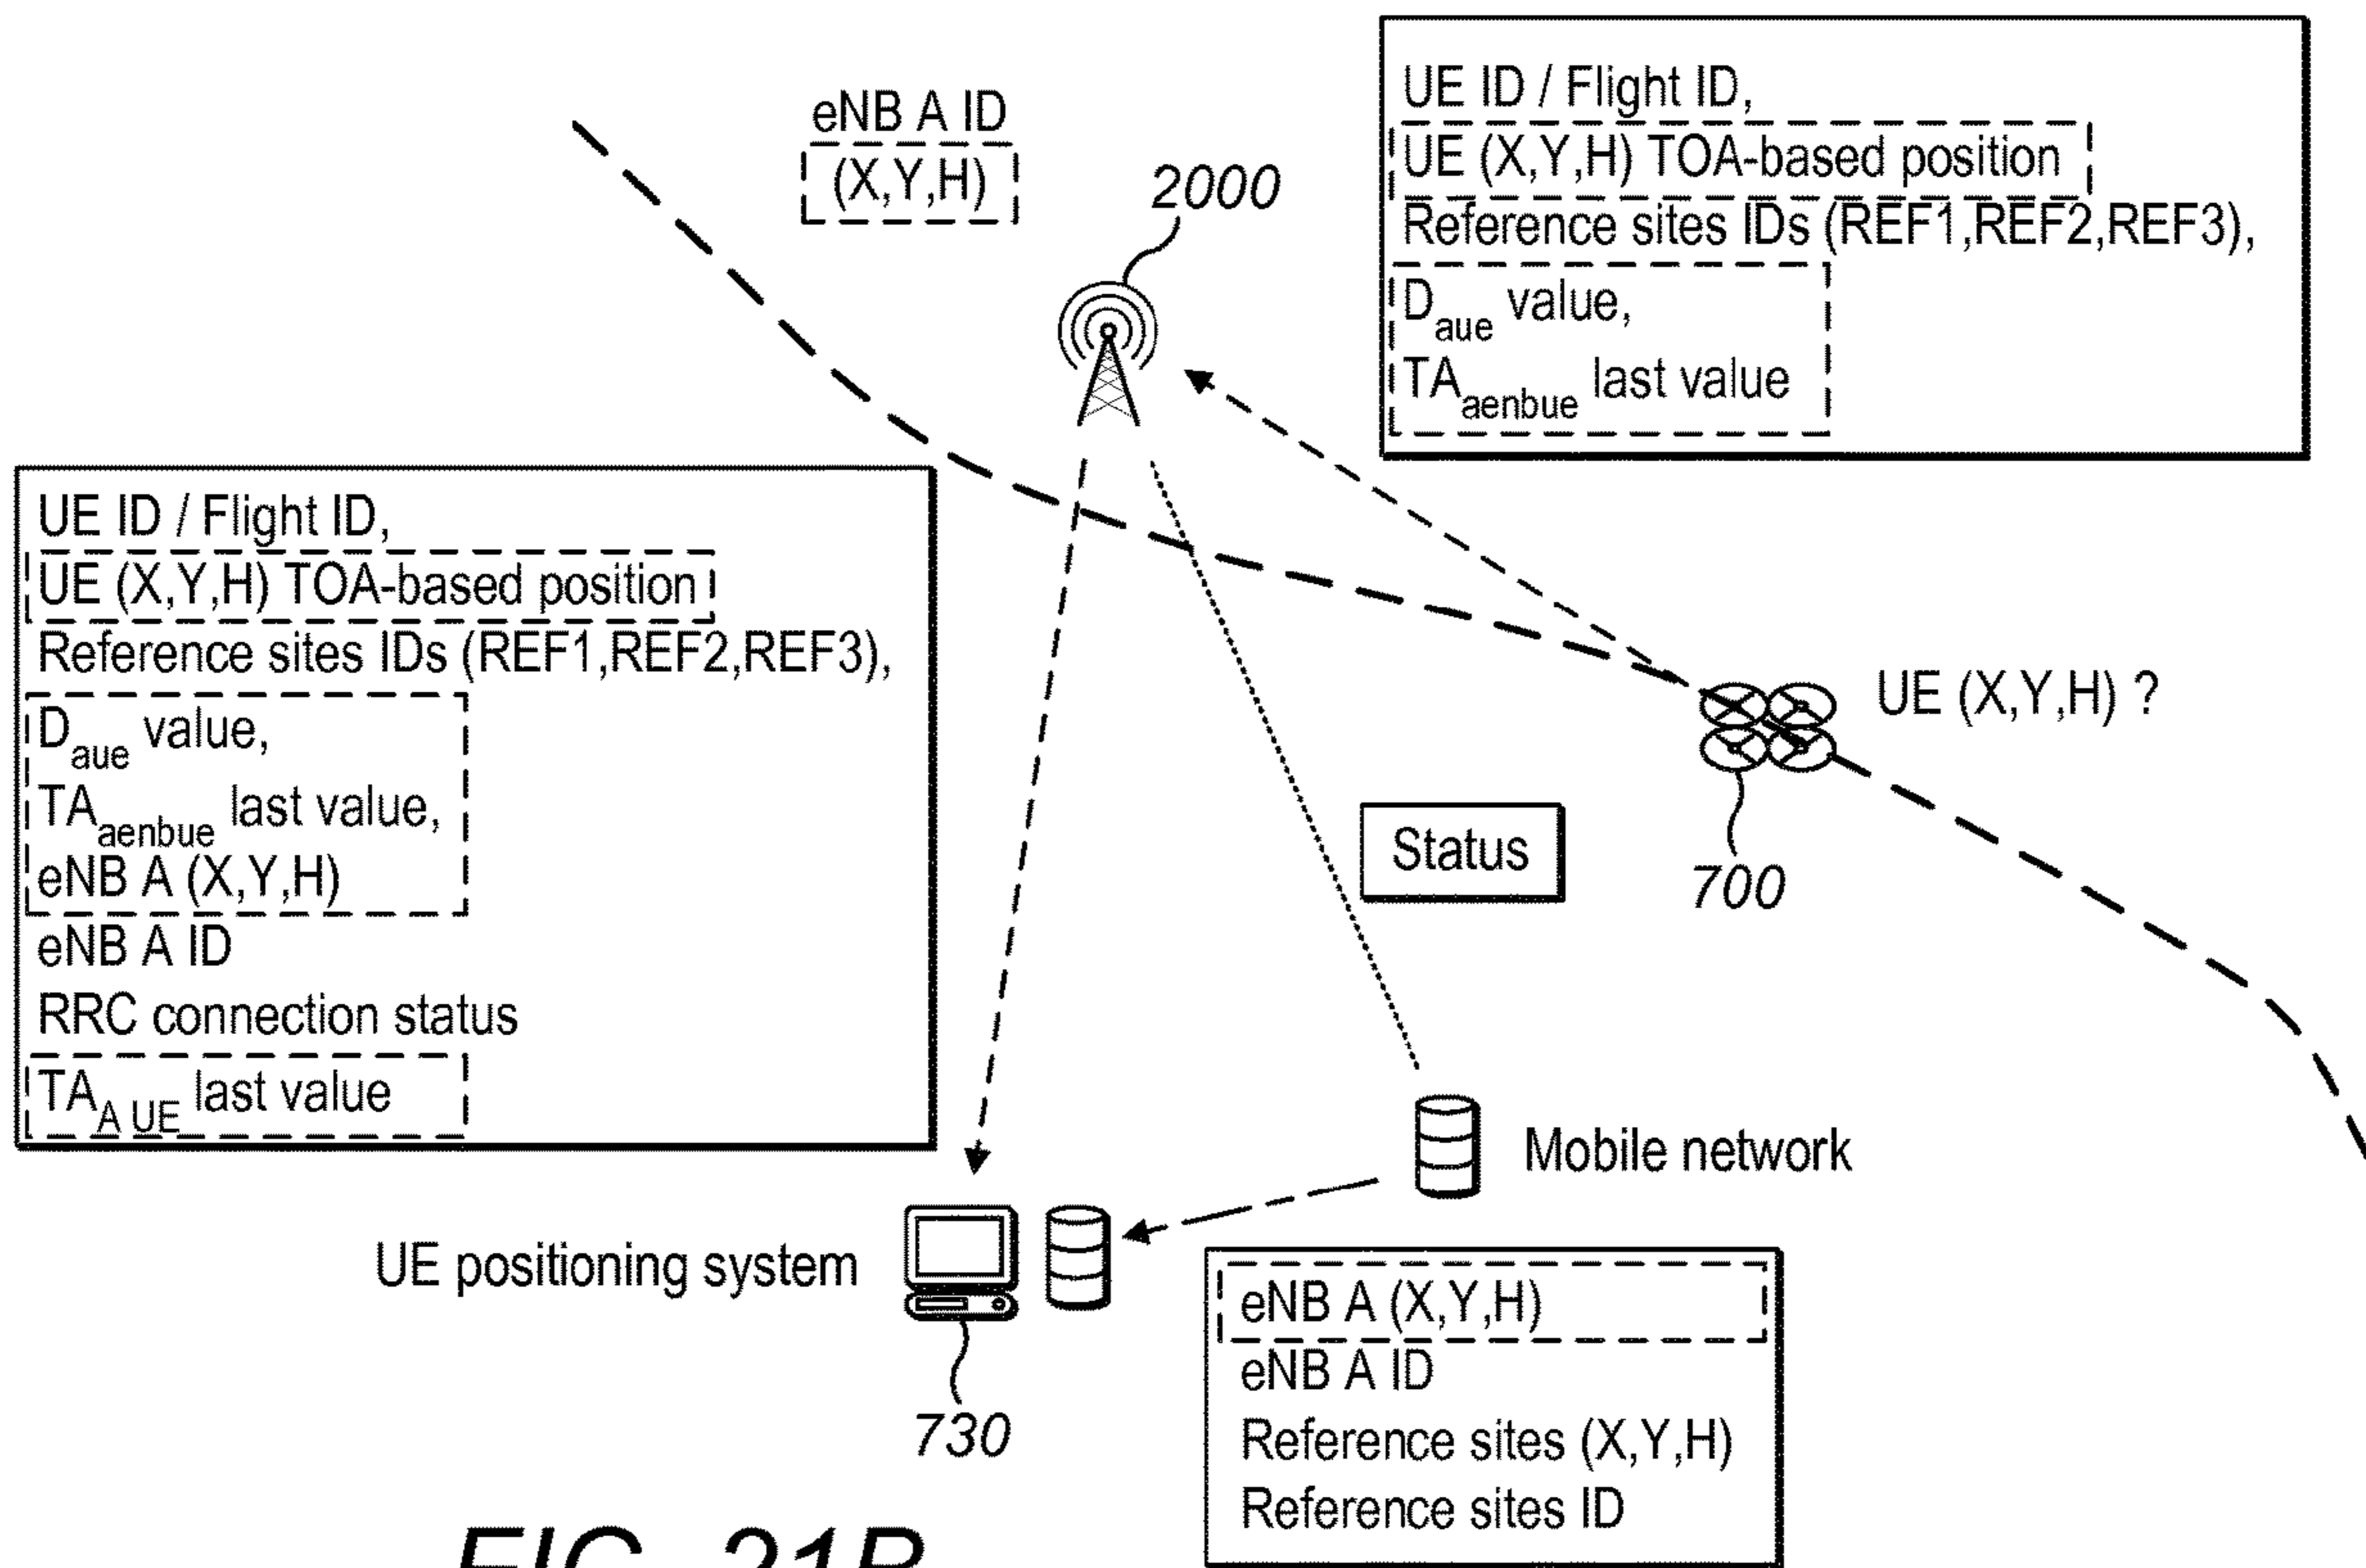 eNB A ID
(X,Y,H)
2000
UE ID / Flight ID,
UE (X,Y,H) TOA-based position
Reference sites IDs (REF1,REF2,REF3),
Daue value,
TAaenbue last value
UE ID / Flight ID,
UE (X,Y,H) TOA-based position
Reference sites IDs (REF1,REF2,REF3),
Daue value,
TAaenbue last value,
eNB A (X,Y,H)
eNB A ID
RRC connection status
TAA UE last value
UE (X,Y,H) ?
700
Status
Mobile network
UE positioning system
730
eNB A (X,Y,H)
eNB A ID
Reference sites (X,Y,H)
Reference sites ID
FIG. 21B